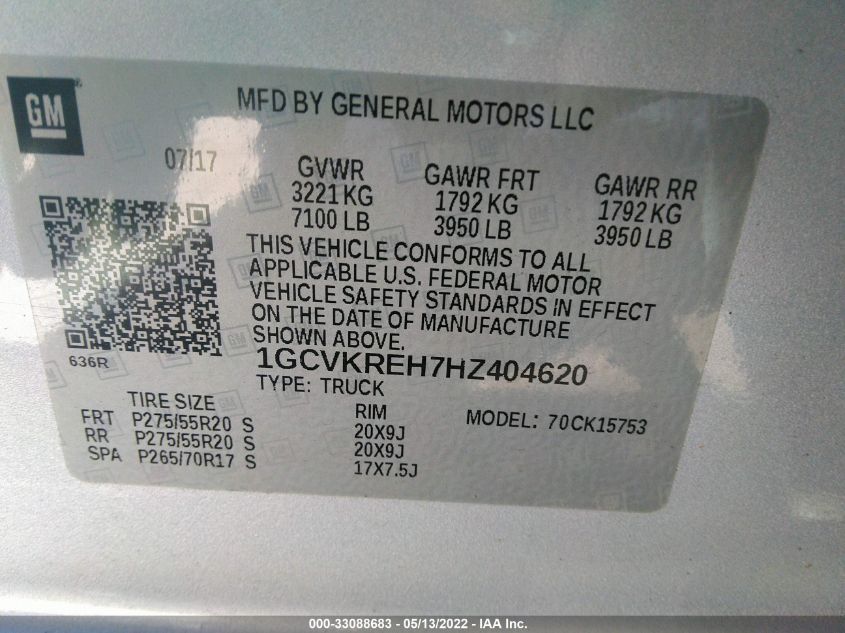 GM
MFD BY GENERAL MOTORS LLC
07/17
GVWR GAWR FRT GAWR RR
3221 KG 1792 KG 1792 KG
7100 LB 3950 LB 3950 LB
THIS VEHICLE CONFORMS TO ALL
APPLICABLE U.S. FEDERAL MOTOR
VEHICLE SAFETY STANDARDS IN EFFECT
ON THE DATE OF MANUFACTURE
SHOWN ABOVE.
636R
1GCVKREH7HZ404620
TYPE: TRUCK
TIRE SIZE RIM MODEL: 70CK15753
FRT P275/55R20 S 20X9J
RR P275/55R20 S 20X9J
SPA P265/70R17 S 17X7.5J
000-33088683 - 05/13/2022 - IAA Inc.